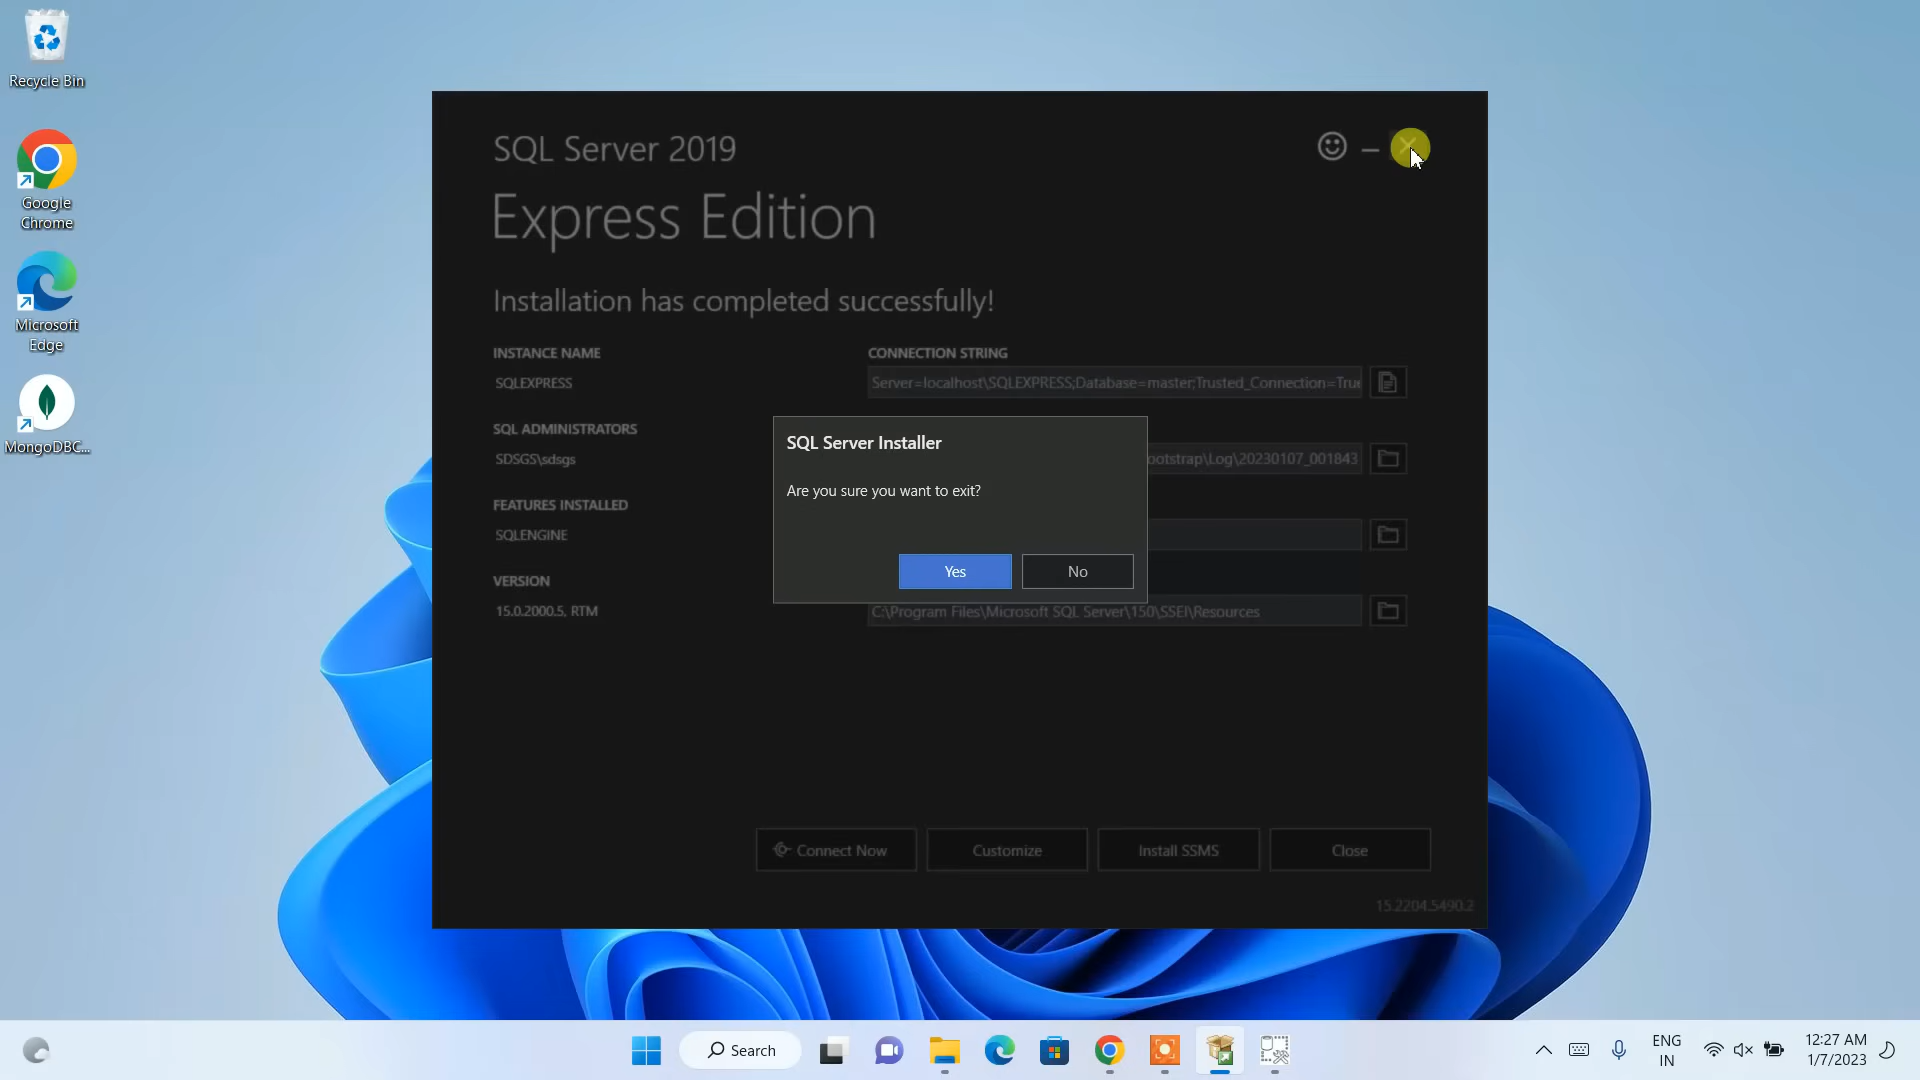 Recycle Bin
Google
Chrome
Microsoft
Edge
MongoDBC...
SQL Server 2019
Express Edition
Installation has completed successfully!
INSTANCE NAME
SQLEXPRESS
CONNECTION STRING
Server=localhost\SQLEXPRESS;Database=master;Trusted_Connection=True
SQL ADMINISTRATORS
SDSGS\sdsgs
ootstrap\Log\20230107_001843
FEATURES INSTALLED
SQLENGINE
VERSION
15.0.2000.5, RTM
C:\Program Files\Microsoft SQL Server\150\SSEI\Resources
SQL Server Installer
Are you sure you want to exit?
Yes
No
Connect Now
Customize
Install SSMS
Close
15.2204.5490.2
Search
ENG
IN
12:27 AM
1/7/2023